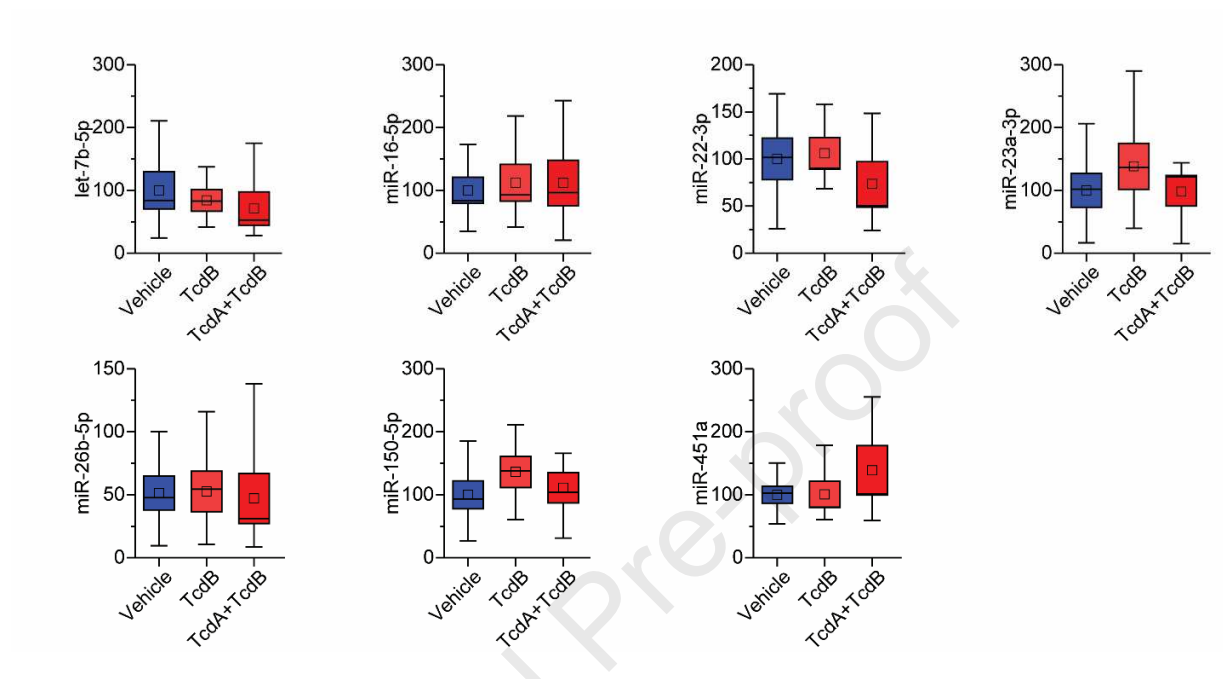 let-7b-5p
300
200
100
0
Vehicle
TcdB
TcdA+TcdB
miR-16-5p
300
200
100
0
Vehicle
TcdB
TcdA+TcdB
miR-22-3p
200
150
100
50
0
Vehicle
TcdB
TcdA+TcdB
miR-23a-3p
300
200
100
0
Vehicle
TcdB
TcdA+TcdB
miR-26b-5p
150
100
50
0
Vehicle
TcdB
TcdA+TcdB
miR-150-5p
300
200
100
0
Vehicle
TcdB
TcdA+TcdB
miR-451a
300
200
100
0
Vehicle
TcdB
TcdA+TcdB
Pre-proof